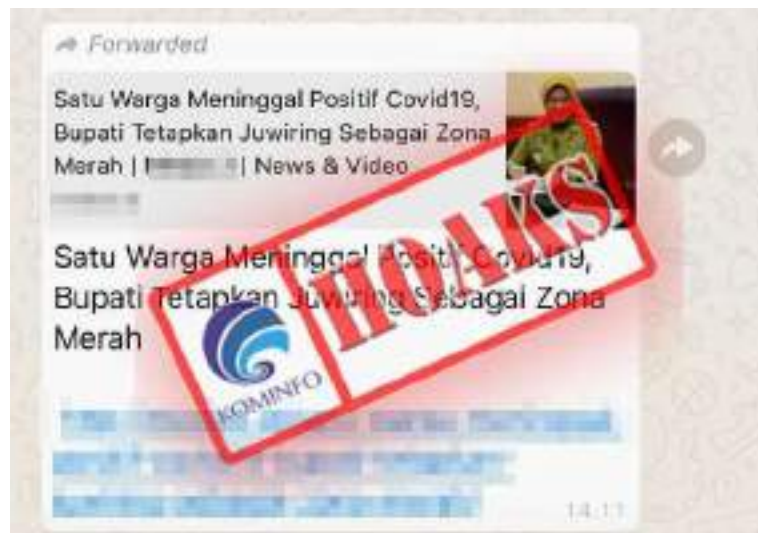 Forwarded
Satu Warga Meninggal Positif Covid19,
Bupati Tetapkan Juwiring Sebagai Zona
Merah | | News & Video
Satu Warga Meninggal Positif Covid19,
Bupati Tetapkan Juwiring Sebagai Zona
Merah
HOAKS
KOMINFO
14.11